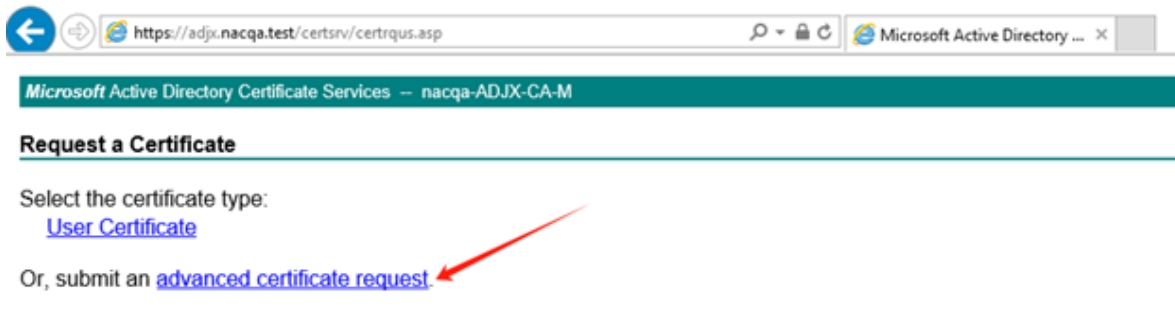 https://adjx.nacqa.test/certsrv/certrqus.asp
Microsoft Active Directory ...
Microsoft Active Directory Certificate Services -- nacqa-ADJX-CA-M
Request a Certificate
Select the certificate type:
User Certificate
Or, submit an advanced certificate request.